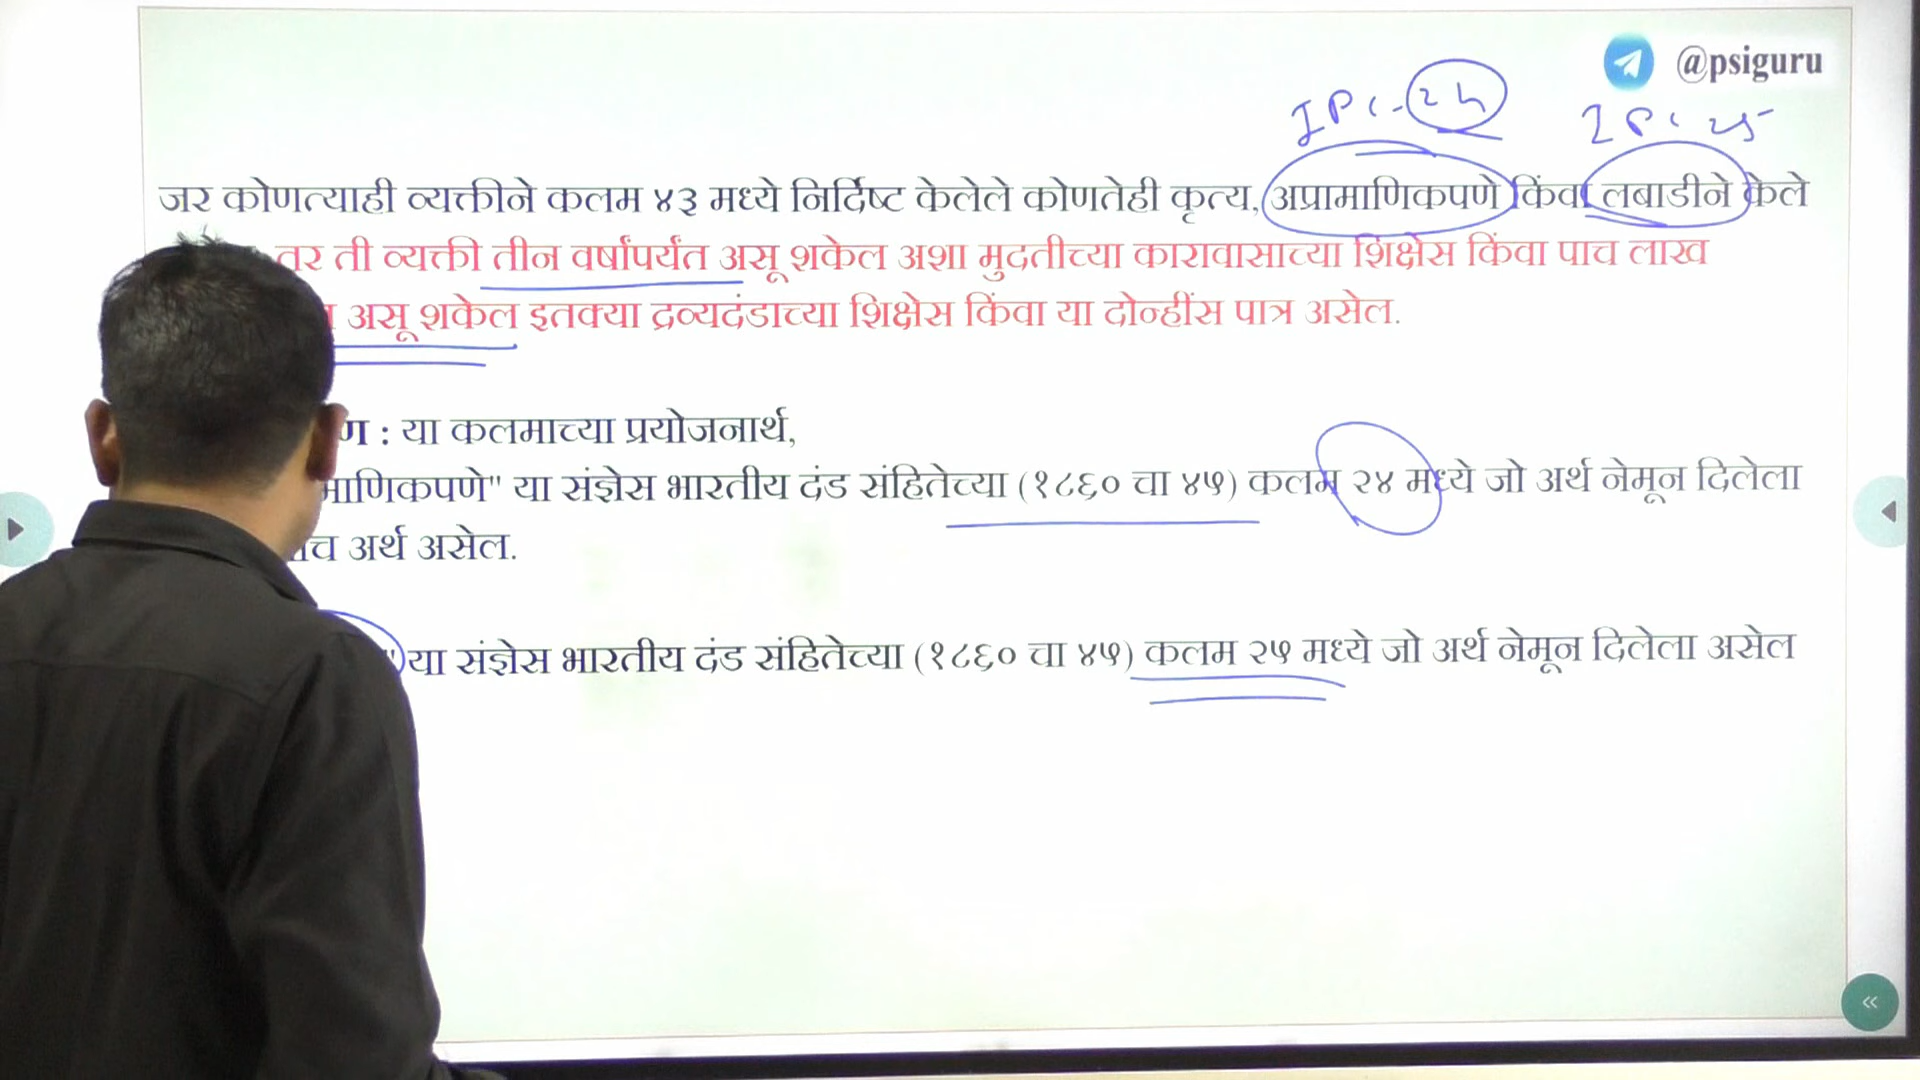 @psiguru
IPC-24 IPC 25
जर कोणत्याही व्यक्तीने कलम ४३ मध्ये निर्दिष्ट केलेले कोणतेही कृत्य, अप्रामाणिकपणे किंवा लबाडीने केले
तर ती व्यक्ती तीन वर्षांपर्यंत असू शकेल अशा मुदतीच्या कारावासाच्या शिक्षेस किंवा पाच लाख
असू शकेल इतक्या द्रव्यदंडाच्या शिक्षेस किंवा या दोन्हींस पात्र असेल.
: या कलमाच्या प्रयोजनार्थ,
" या संज्ञेस भारतीय दंड संहितेच्या (१८६० चा ४५) कलम २४ मध्ये जो अर्थ नेमून दिलेला
अर्थ असेल.
" या संज्ञेस भारतीय दंड संहितेच्या (१८६० चा ४५) कलम २५ मध्ये जो अर्थ नेमून दिलेला असेल